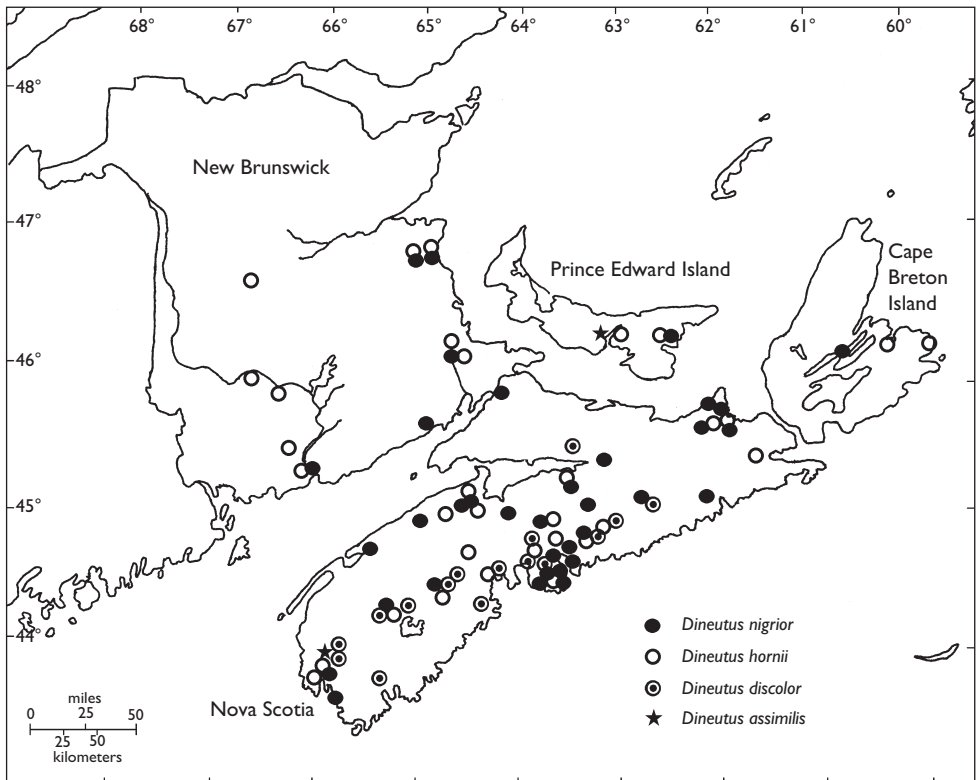 68° 67° 66° 65° 64° 63° 62° 61° 60°
48°
New Brunswick
47°
Prince Edward Island
Cape
Breton
Island
46°
45°
44°
Dineutus nigrior
Dineutus hornii
Dineutus discolor
Dineutus assimilis
Nova Scotia
miles
0 25 50
25 50
kilometers